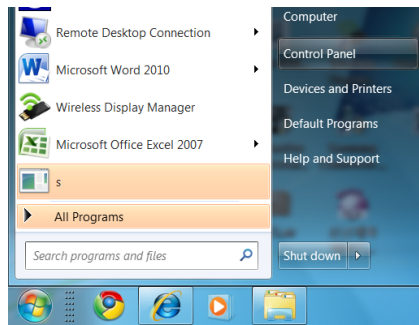 Remote Desktop Connection
Microsoft Word 2010
Wireless Display Manager
Microsoft Office Excel 2007
s
All Programs
Search programs and files
Computer
Control Panel
Devices and Printers
Default Programs
Help and Support
Shut down